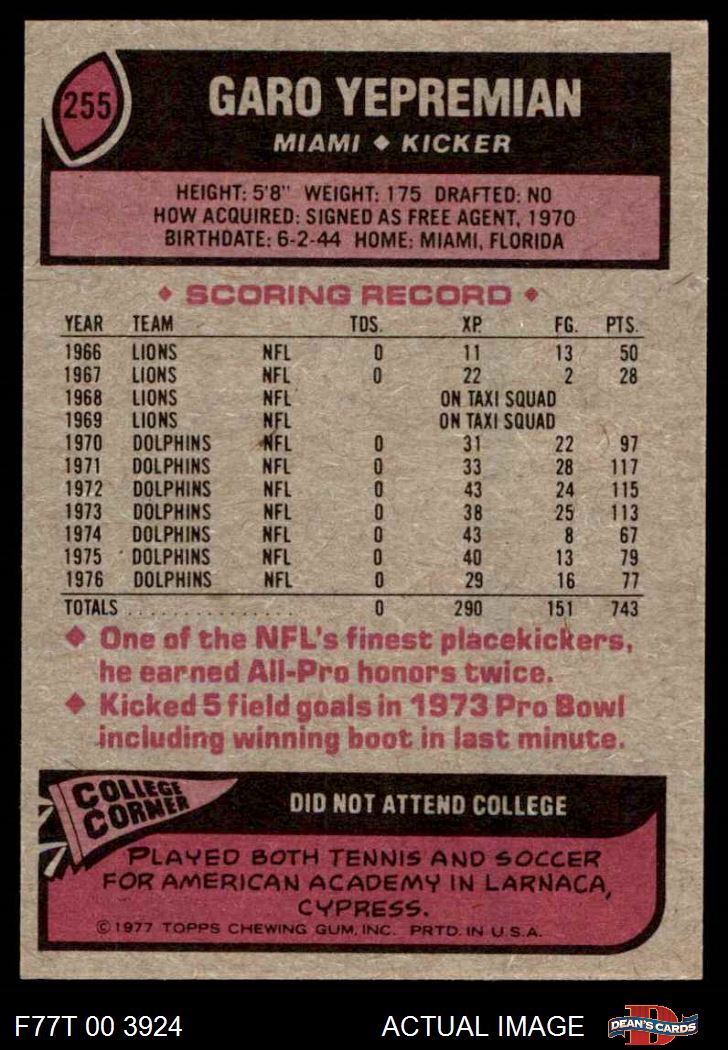 255
GARO YEPREMIAN
MIAMI ◆ KICKER
HEIGHT: 5'8" WEIGHT: 175 DRAFTED: NO
HOW ACQUIRED: SIGNED AS FREE AGENT, 1970
BIRTHDATE: 6-2-44 HOME: MIAMI, FLORIDA
◆ SCORING RECORD ◆
YEAR TEAM TDS. XP. FG. PTS.
1966 LIONS NFL 0 11 13 50
1967 LIONS NFL 0 22 2 28
1968 LIONS NFL ON TAXI SQUAD
1969 LIONS NFL ON TAXI SQUAD
1970 DOLPHINS NFL 0 31 22 97
1971 DOLPHINS NFL 0 33 28 117
1972 DOLPHINS NFL 0 43 24 115
1973 DOLPHINS NFL 0 38 25 113
1974 DOLPHINS NFL 0 43 8 67
1975 DOLPHINS NFL 0 40 13 79
1976 DOLPHINS NFL 0 29 16 77
TOTALS . . . . . . . . . . . . . . . . 0 290 151 743
◆ One of the NFL's finest placekickers,
he earned All-Pro honors twice.
◆ Kicked 5 field goals in 1973 Pro Bowl
including winning boot in last minute.
COLLEGE
CORNER
DID NOT ATTEND COLLEGE
PLAYED BOTH TENNIS AND SOCCER
FOR AMERICAN ACADEMY IN LARNACA,
CYPRESS.
©1977 TOPPS CHEWING GUM, INC. PRTD. IN U.S.A.
F77T 00 3924 ACTUAL IMAGE
D
DEAN'S CARDS